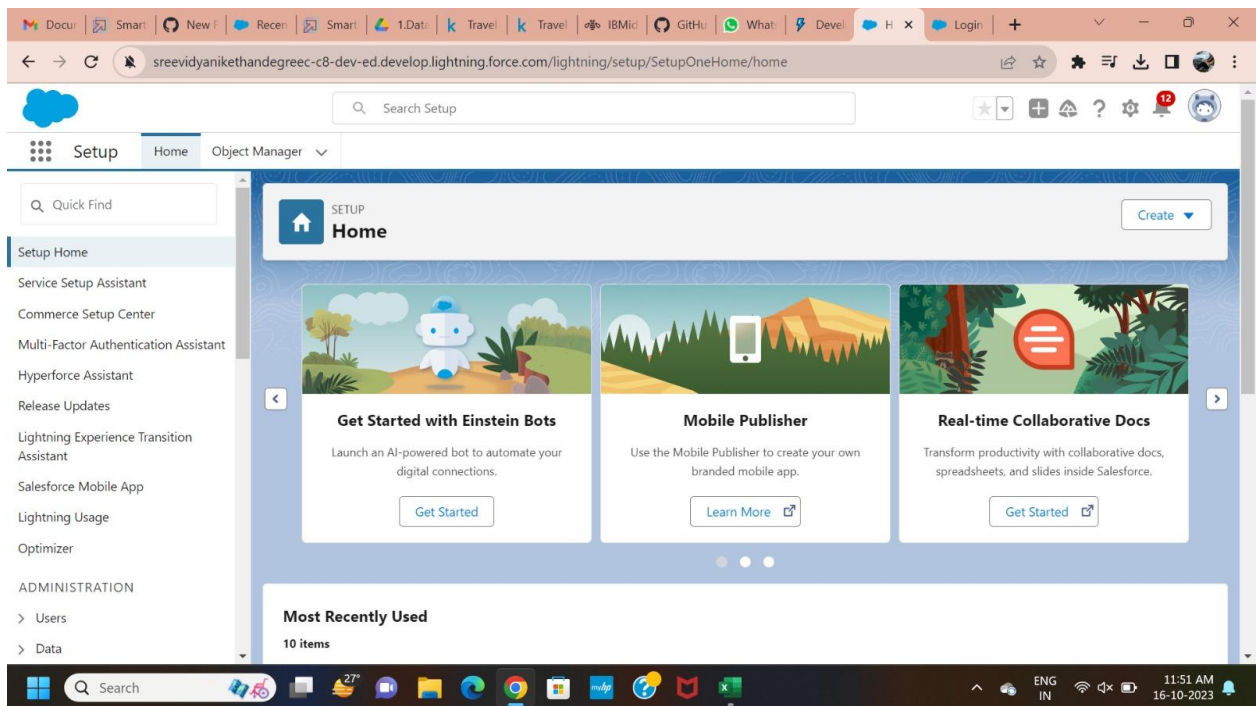 Docur Smart New F Recen Smart 1.Data Travel Travel IBMid GitHu What: Devel H Login
sreevidyanikethandegreec-c8-dev-ed.develop.lightning.force.com/lightning/setup/SetupOneHome/home
Search Setup
12
Setup Home Object Manager
Quick Find
Setup Home
Service Setup Assistant
Commerce Setup Center
Multi-Factor Authentication Assistant
Hyperforce Assistant
Release Updates
Lightning Experience Transition
Assistant
Salesforce Mobile App
Lightning Usage
Optimizer
ADMINISTRATION
Users
Data
SETUP
Home
Create
Get Started with Einstein Bots
Launch an AI-powered bot to automate your
digital connections.
Get Started
Mobile Publisher
Use the Mobile Publisher to create your own
branded mobile app.
Learn More
Real-time Collaborative Docs
Transform productivity with collaborative docs,
spreadsheets, and slides inside Salesforce.
Get Started
Most Recently Used
10 items
Search
27°
myhp
ENG
IN
11:51 AM
16-10-2023